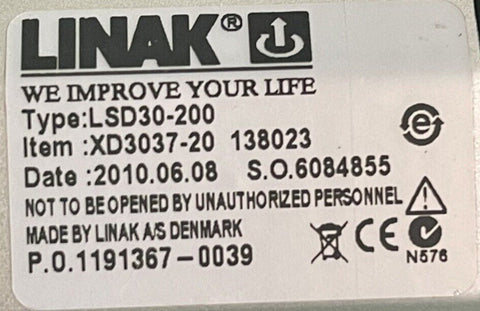 LINAK®
WE IMPROVE YOUR LIFE
Type:LSD30-200
Item :XD3037-20 138023
Date :2010.06.08 S.O.6084855
NOT TO BE OPENED BY UNAUTHORIZED PERSONNEL
MADE BY LINAK A/S DENMARK
P.O.1191367-0039
e
CE
N576